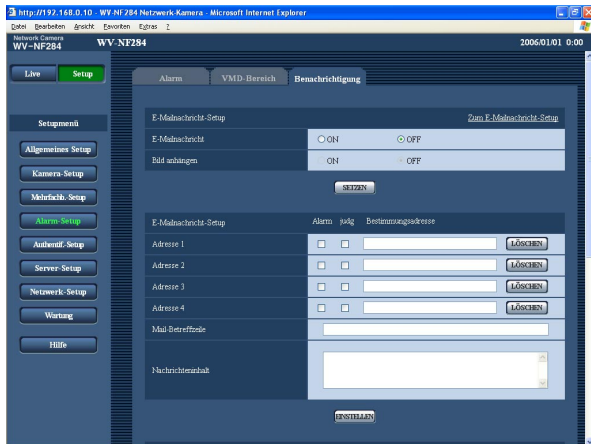 http://192.168.0.10 - WV-NF284 Netzwerk-Kamera - Microsoft Internet Explorer
Datei Bearbeiten Ansicht Favoriten Extras ?
Network Camera
WV-NF284 WV-NF284 2006/01/01 0:00
Live Setup
Alarm VMD-Bereich Benachrichtigung
Setupmenü
Allgemeines Setup
Kamera-Setup
Mehrfachb.-Setup
Alarm-Setup
Authentif.-Setup
Server-Setup
Netzwerk-Setup
Wartung
Hilfe
E-Mailnachricht-Setup Zum E-Mailnachricht-Setup
E-Mailnachricht ON OFF
Bild anhängen ON OFF
SETZEN
E-Mailnachricht-Setup Alarm judg Bestimmungsadresse
Adresse 1 LÖSCHEN
Adresse 2 LÖSCHEN
Adresse 3 LÖSCHEN
Adresse 4 LÖSCHEN
Mail-Betreffzeile
Nachrichteninhalt
EINSTELLEN